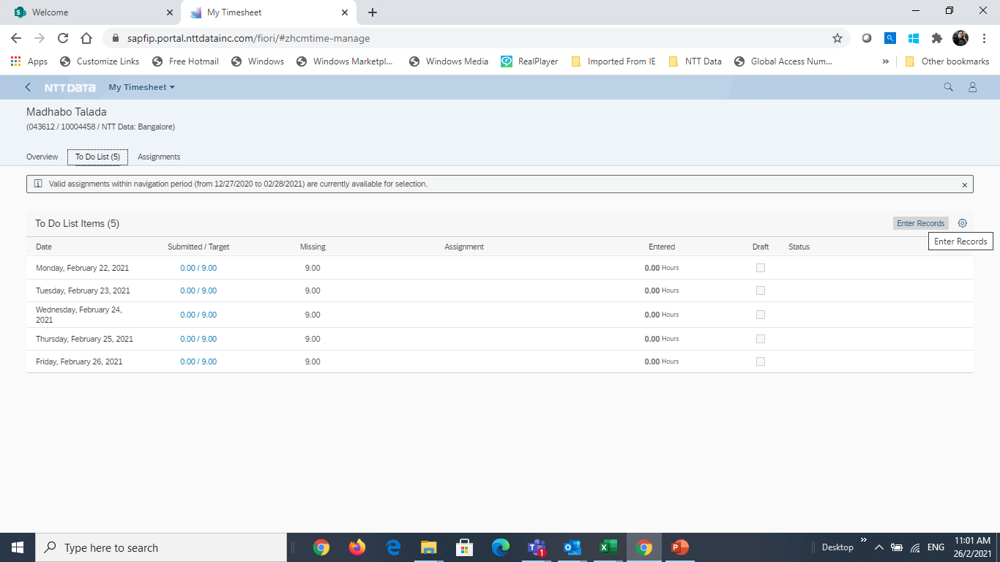 Welcome
My Timesheet
sapfip.portal.nttdatainc.com/fiori/#zhcmtime-manage
Apps Customize Links Free Hotmail Windows Windows Marketpl... Windows Media RealPlayer Imported From IE NTT Data Global Access Num... » Other bookmarks
NTT DATA My Timesheet
Madhabo Talada
(043612 / 10004458 / NTT Data: Bangalore)
Overview To Do List (5) Assignments
Valid assignments within navigation period (from 12/27/2020 to 02/28/2021) are currently available for selection.
To Do List Items (5) Enter Records
Enter Records
Date Submitted / Target Missing Assignment Entered Draft Status
Monday, February 22, 2021 0.00 / 9.00 9.00 0.00 Hours
Tuesday, February 23, 2021 0.00 / 9.00 9.00 0.00 Hours
Wednesday, February 24,
2021 0.00 / 9.00 9.00 0.00 Hours
Thursday, February 25, 2021 0.00 / 9.00 9.00 0.00 Hours
Friday, February 26, 2021 0.00 / 9.00 9.00 0.00 Hours
Type here to search
1
Desktop » ENG
11:01 AM
26/2/2021